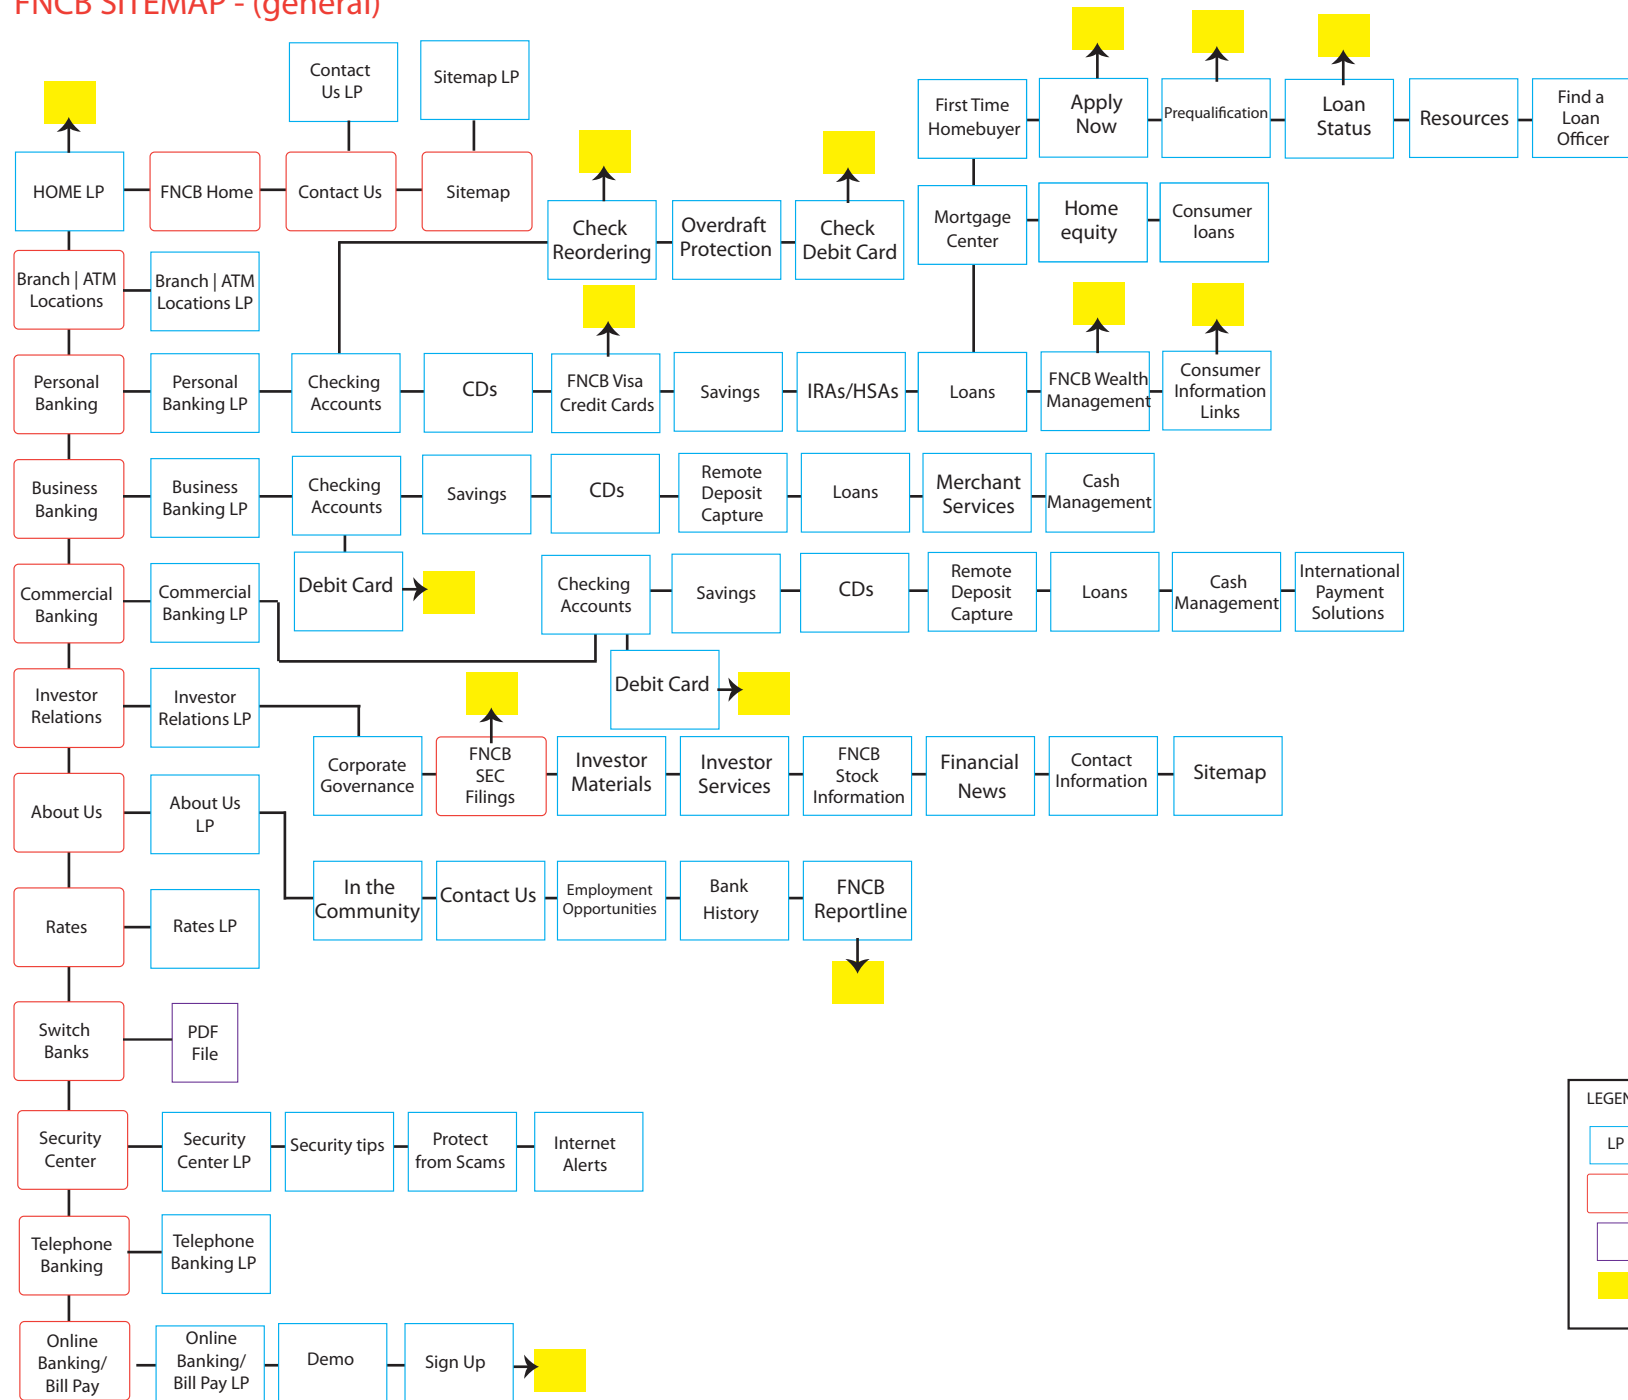 FNCB SITEMAP - (general)
Contact
Us LP
Sitemap LP
HOME LP
FNCB Home
Contact Us
Sitemap
First Time
Homebuyer
Apply
Now
Prequalification
Loan
Status
Resources
Find a
Loan
Officer
Check
Reordering
Overdraft
Protection
Check
Debit Card
Mortgage
Center
Home
equity
Consumer
loans
Branch | ATM
Locations
Branch | ATM
Locations LP
Personal
Banking
Personal
Banking LP
Checking
Accounts
CDs
FNCB Visa
Credit Cards
Savings
IRAs/HSAs
Loans
FNCB Wealth
Management
Consumer
Information
Links
Business
Banking
Business
Banking LP
Checking
Accounts
Savings
CDs
Remote
Deposit
Capture
Loans
Merchant
Services
Cash
Management
Debit Card
Commercial
Banking
Commercial
Banking LP
Checking
Accounts
Savings
CDs
Remote
Deposit
Capture
Loans
Cash
Management
International
Payment
Solutions
Debit Card
Investor
Relations
Investor
Relations LP
Corporate
Governance
FNCB
SEC
Filings
Investor
Materials
Investor
Services
FNCB
Stock
Information
Financial
News
Contact
Information
Sitemap
About Us
About Us
LP
In the
Community
Contact Us
Employment
Opportunities
Bank
History
FNCB
Reportline
Rates
Rates LP
Switch
Banks
PDF
File
Security
Center
Security
Center LP
Security tips
Protect
from Scams
Internet
Alerts
Telephone
Banking
Telephone
Banking LP
Online
Banking/
Bill Pay
Online
Banking/
Bill Pay LP
Demo
Sign Up
LEGEN
LP